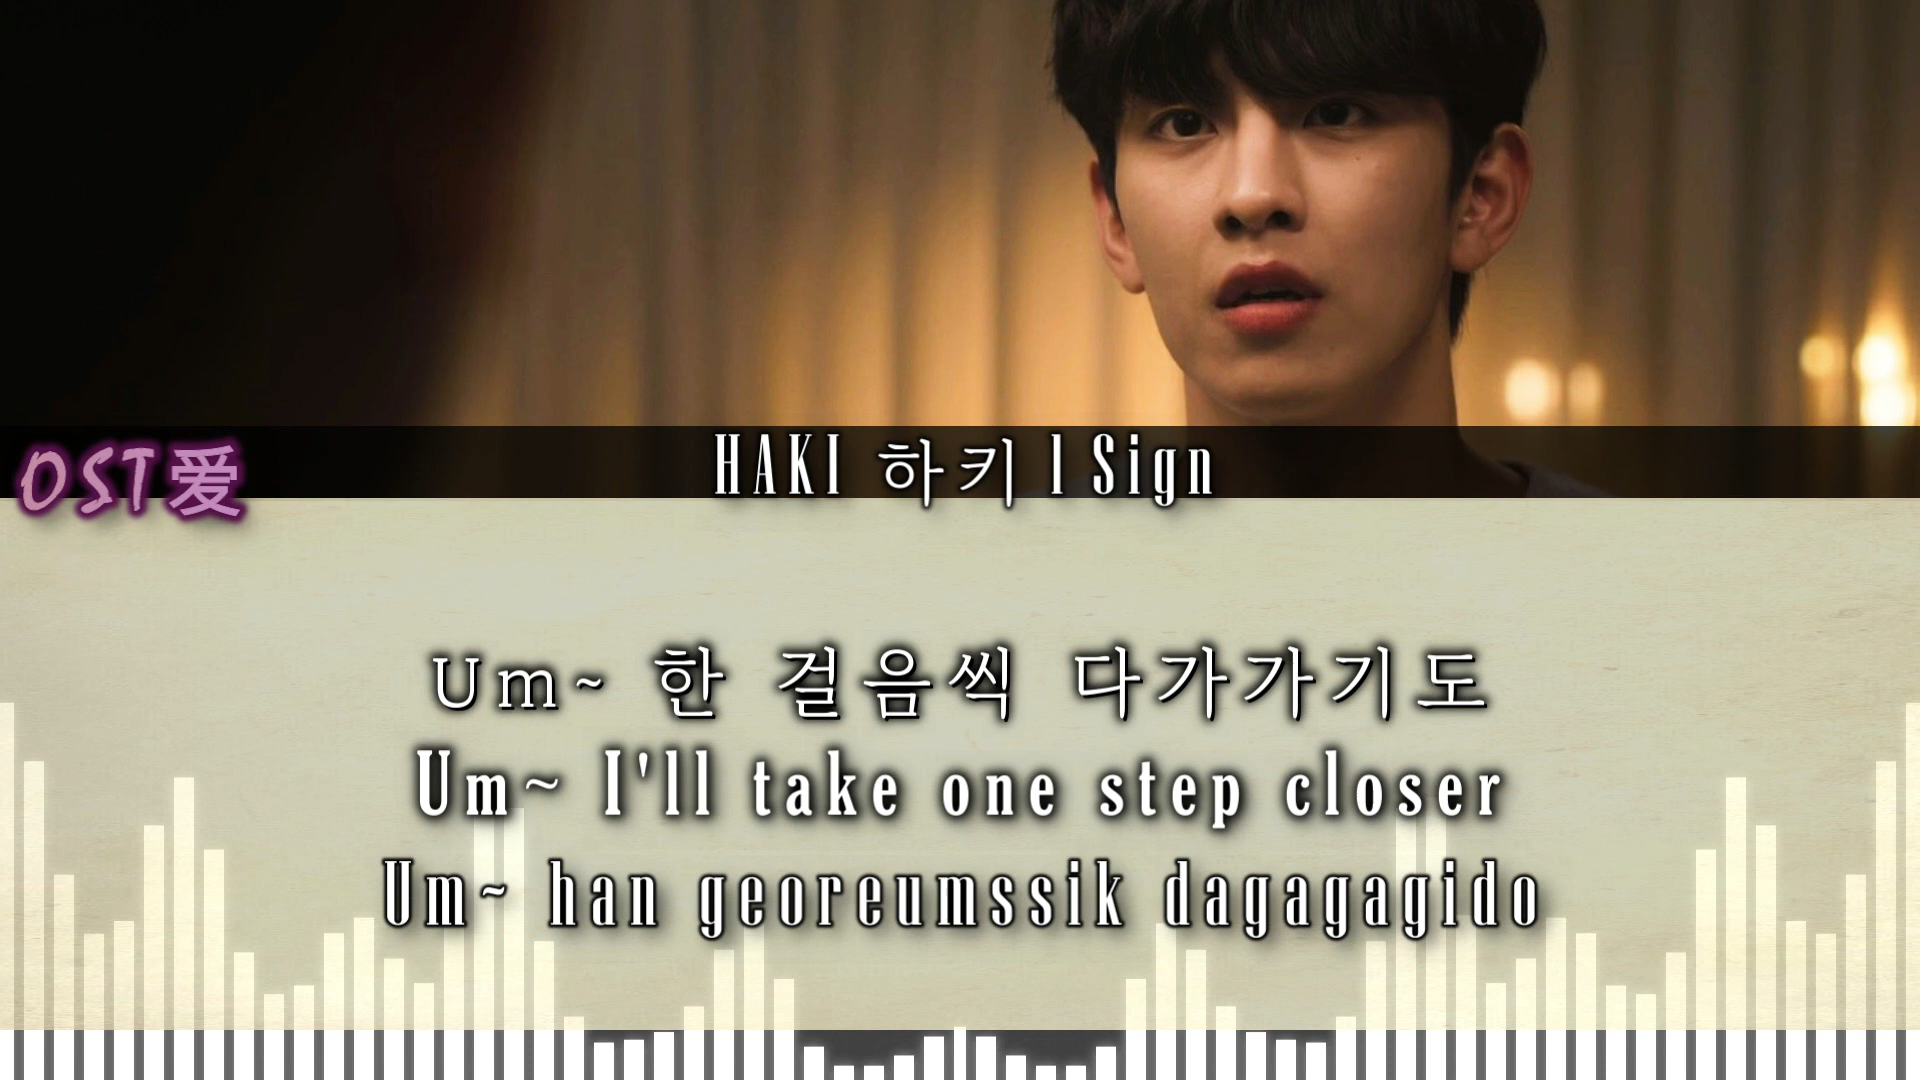 OST爱
HAKI 하키 l Sign
Um~ 한 걸음씩 다가가기도
Um~ I'll take one step closer
Um~ han georeumssik dagagagido